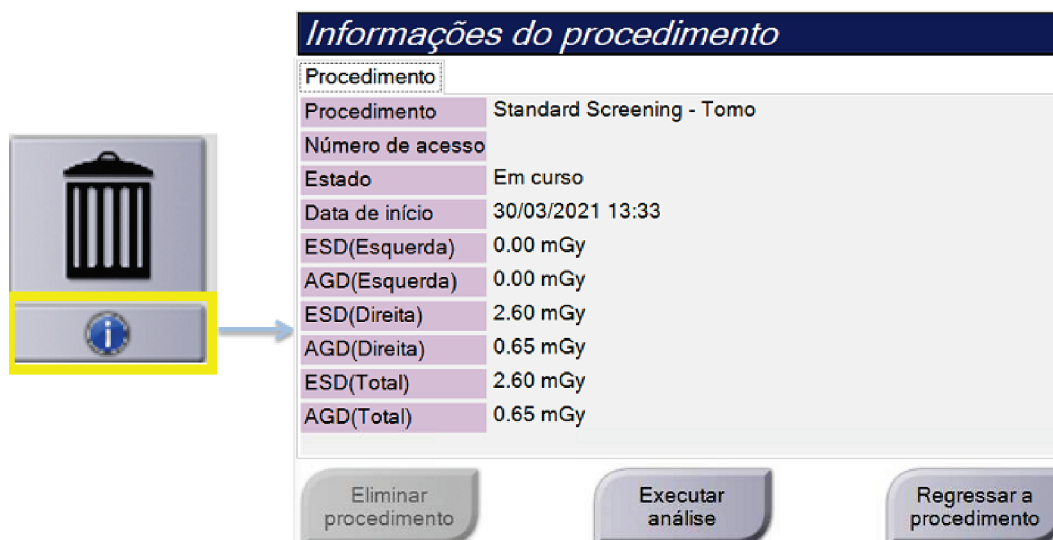 Informações do procedimento
Procedimento
Procedimento Standard Screening - Tomo
Número de acesso
Estado Em curso
Data de início 30/03/2021 13:33
ESD(Esquerda) 0.00 mGy
AGD(Esquerda) 0.00 mGy
ESD(Direita) 2.60 mGy
AGD(Direita) 0.65 mGy
ESD(Total) 2.60 mGy
AGD(Total) 0.65 mGy
Eliminar
procedimento
Executar
análise
Regressar a
procedimento